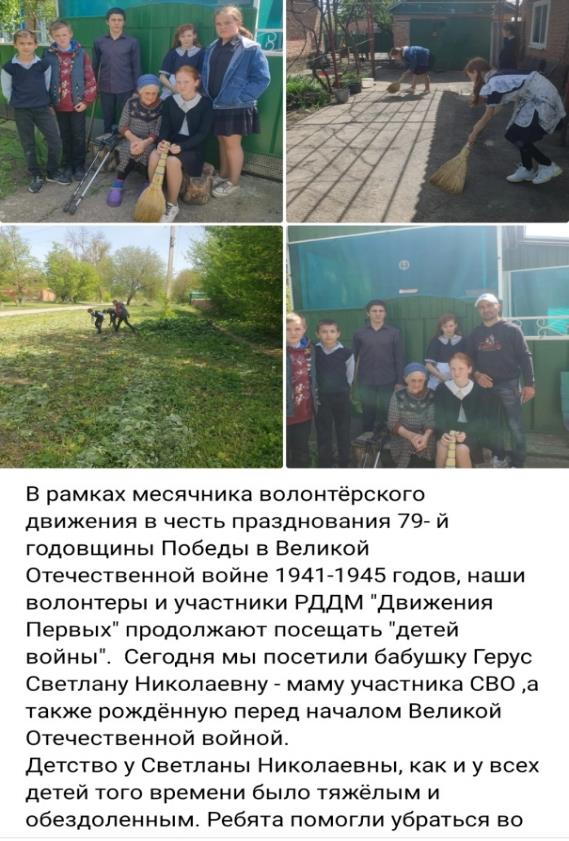 В рамках месячника волонтёрского
движения в честь празднования 79- й
годовщины Победы в Великой
Отечественной войне 1941-1945 годов, наши
волонтеры и участники РДДМ "Движения
Первых" продолжают посещать "детей
войны".  Сегодня мы посетили бабушку Герус
Светлану Николаевну - маму участника СВО ,а
также рождённую перед началом Великой
Отечественной войной.
Детство у Светланы Николаевны, как и у всех
детей того времени было тяжёлым и
обездоленным. Ребята помогли убраться во